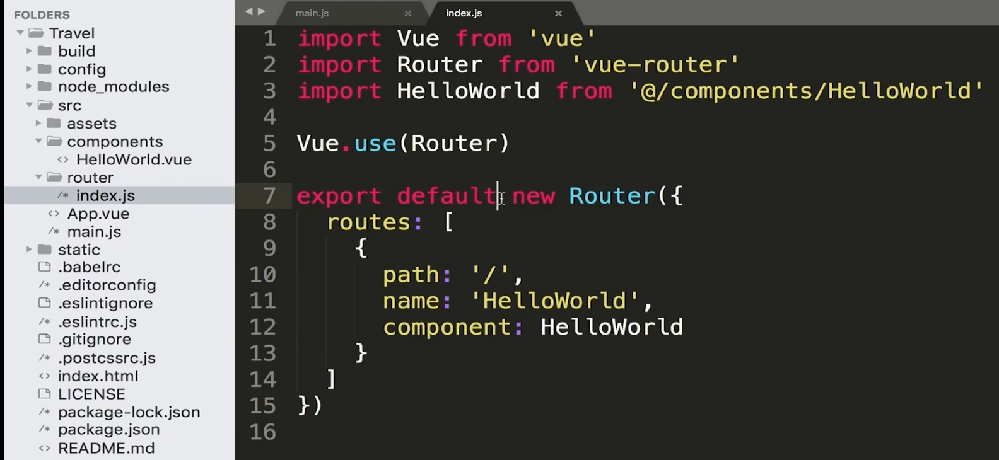 FOLDERS
Travel
build
config
node_modules
src
assets
components
<> HelloWorld.vue
router
/* index.js
<> App.vue
/* main.js
static
.babelrc
/* .editorconfig
.eslintignore
/* .eslintrc.js
.gitignore
/* .postcssrc.js
<> index.html
LICENSE
/* package-lock.json
/* package.json
<> README.md
main.js ×
index.js ×
1 import Vue from 'vue'
2 import Router from 'vue-router'
3 import HelloWorld from '@/components/HelloWorld'
4
5 Vue.use(Router)
6
7 export default new Router({
8   routes: [
9     {
10       path: '/',
11       name: 'HelloWorld',
12       component: HelloWorld
13     }
14   ]
15 })
16